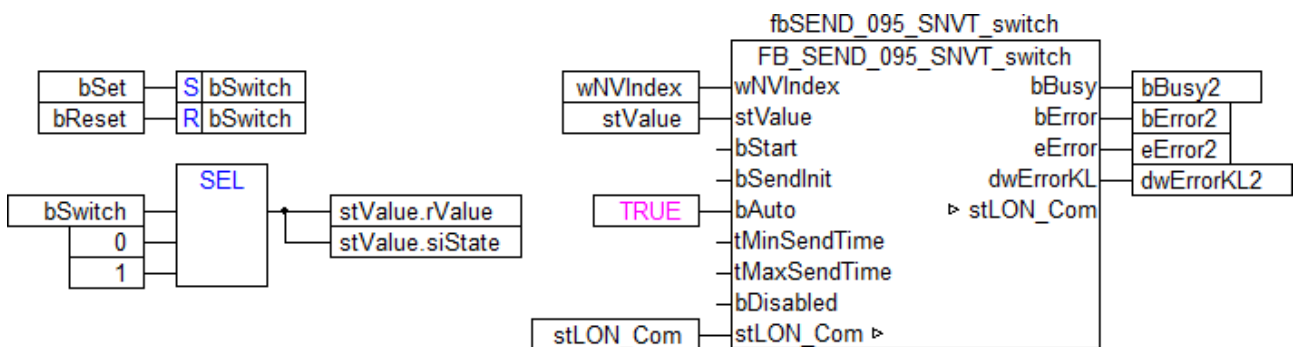 fbSEND_095_SNVT_switch
FB_SEND_095_SNVT_switch
bSet S bSwitch
bReset R bSwitch
SEL
bSwitch
0
1
stValue.rValue
stValue.siState
wNVIndex wNVIndex bBusy bBusy2
stValue stValue bError bError2
bStart eError eError2
bSendInit dwErrorKL dwErrorKL2
TRUE bAuto stLON_Com
tMinSendTime
tMaxSendTime
bDisabled
stLON_Com stLON_Com